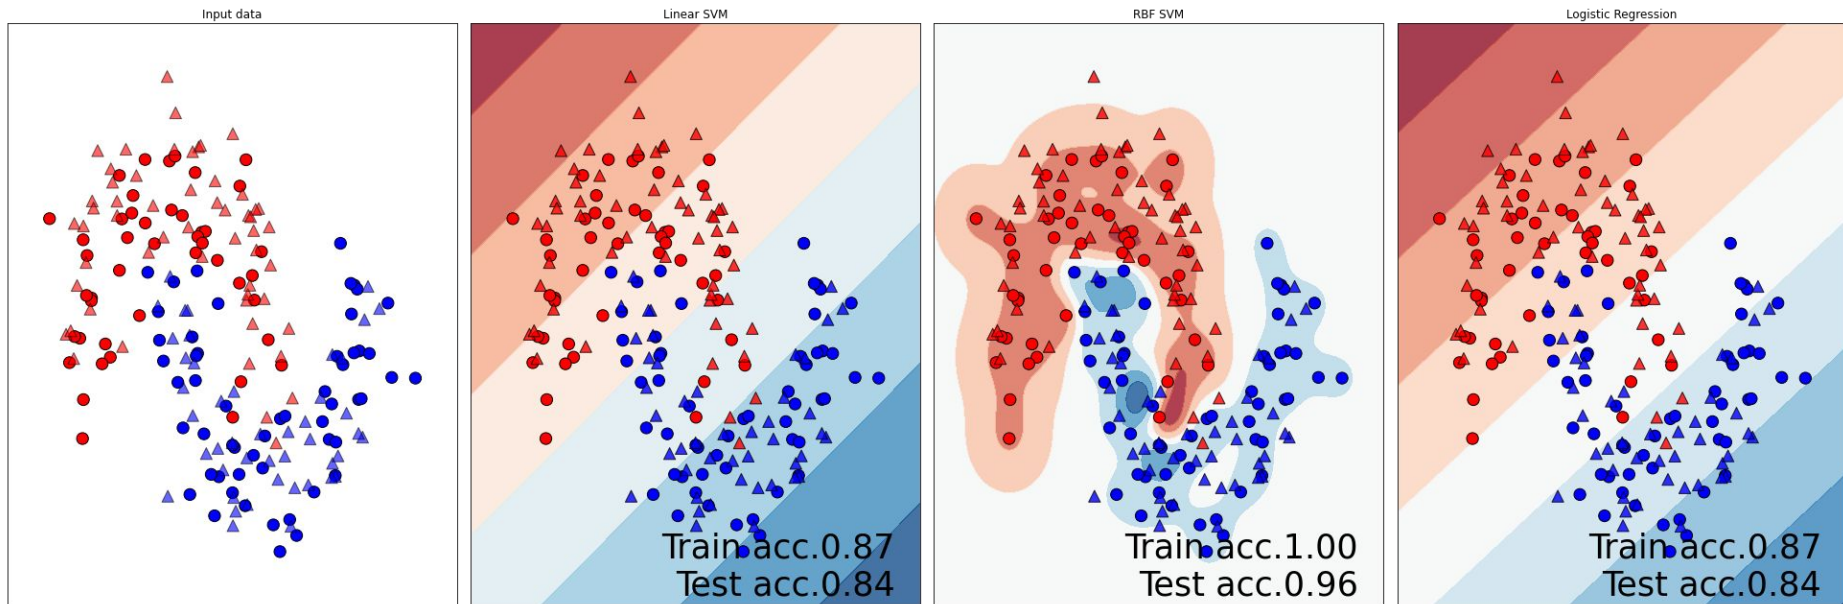 Input data
Linear SVM
RBF SVM
Logistic Regression
Train acc.0.87
Test acc.0.84
Train acc.1.00
Test acc.0.96
Train acc.0.87
Test acc.0.84